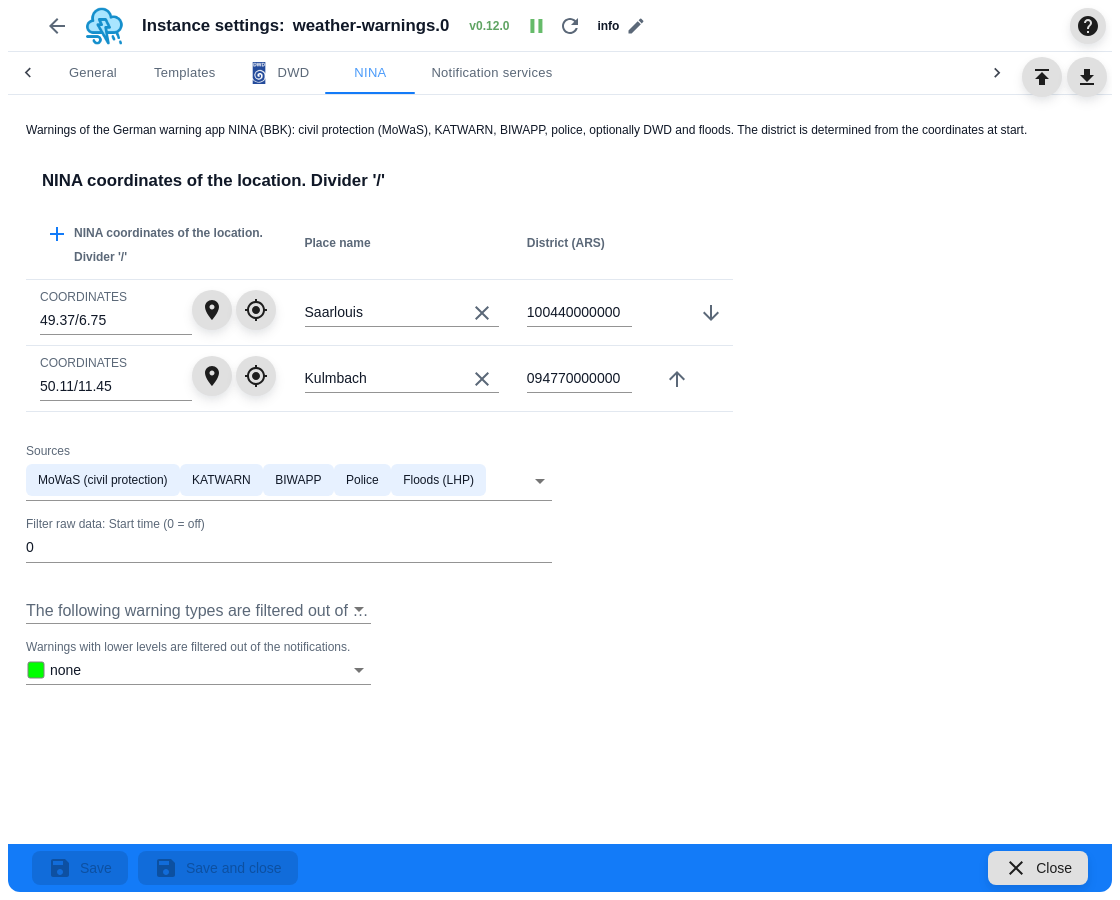 Instance settings: weather-warnings.0 v0.12.0 info
General Templates DWD NINA Notification services
Warnings of the German warning app NINA (BBK): civil protection (MoWaS), KATWARN, BIWAPP, police, optionally DWD and floods. The district is determined from the coordinates at start.
NINA coordinates of the location. Divider '/'
NINA coordinates of the location.
Divider '/'
Place name
District (ARS)
COORDINATES
49.37/6.75
Saarlouis
100440000000
COORDINATES
50.11/11.45
Kulmbach
094770000000
Sources
MoWaS (civil protection) KATWARN BIWAPP Police Floods (LHP)
Filter raw data: Start time (0 = off)
0
The following warning types are filtered out of …
Warnings with lower levels are filtered out of the notifications.
none
Save Save and close Close